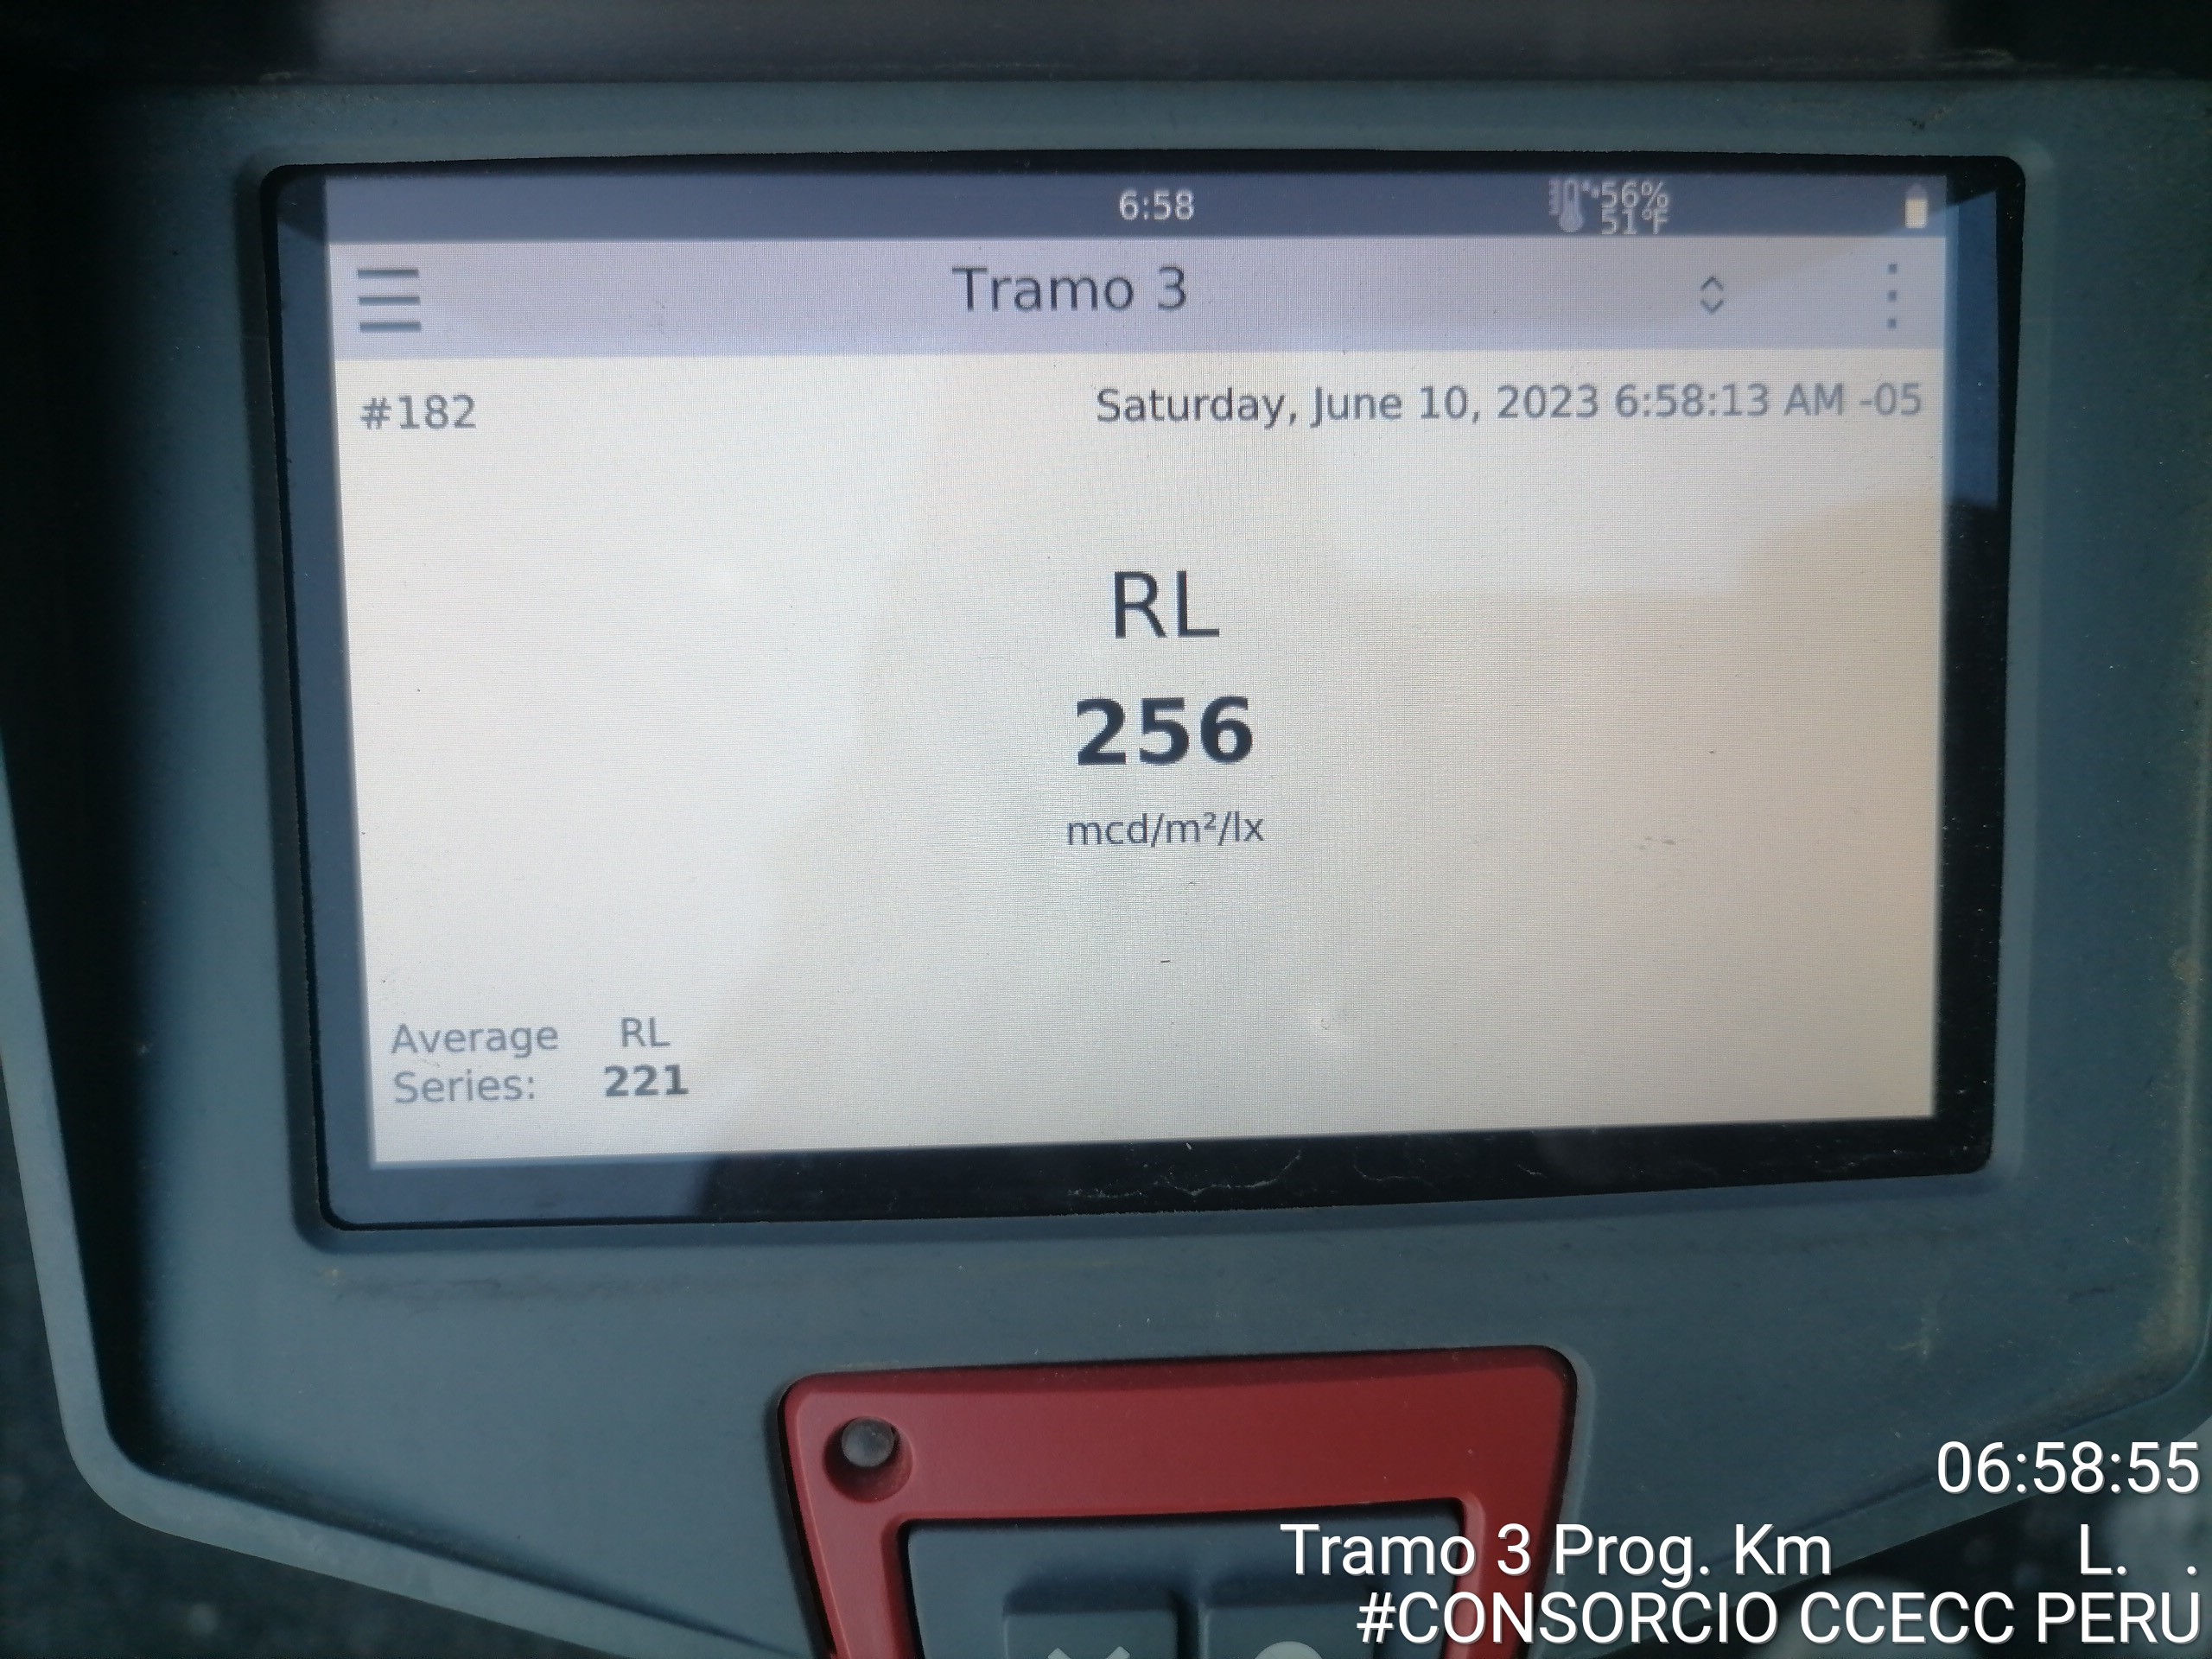 6:58
56%
51°F
Tramo 3
#182
Saturday, June 10, 2023 6:58:13 AM -05
RL
256
mcd/m²/lx
Average RL
Series: 221
06:58:55
Tramo 3 Prog. Km L. .
#CONSORCIO CCECC PERU